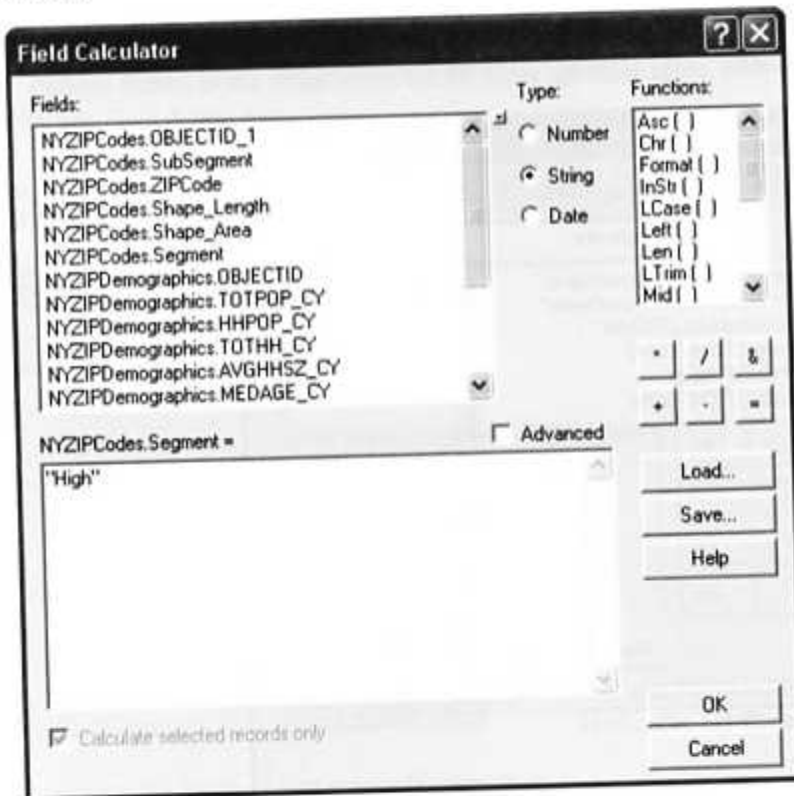 Field Calculator
Fields:
NYZIPCodes.OBJECTID_1
NYZIPCodes.SubSegment
NYZIPCodes.ZIPCode
NYZIPCodes.Shape_Length
NYZIPCodes.Shape_Area
NYZIPCodes.Segment
NYZIPDemographics.OBJECTID
NYZIPDemographics.TOTPOP_CY
NYZIPDemographics.HHPOP_CY
NYZIPDemographics.TOTHH_CY
NYZIPDemographics.AVGHHSZ_CY
NYZIPDemographics.MEDAGE_CY
Type:
Number
String
Date
Functions:
Asc ( )
Chr ( )
Format ( )
InStr ( )
LCase ( )
Left ( )
Len ( )
LTrim ( )
Mid ( )
* / &
+ - =
NYZIPCodes.Segment =
Advanced
"High"
Load...
Save...
Help
Calculate selected records only
OK
Cancel